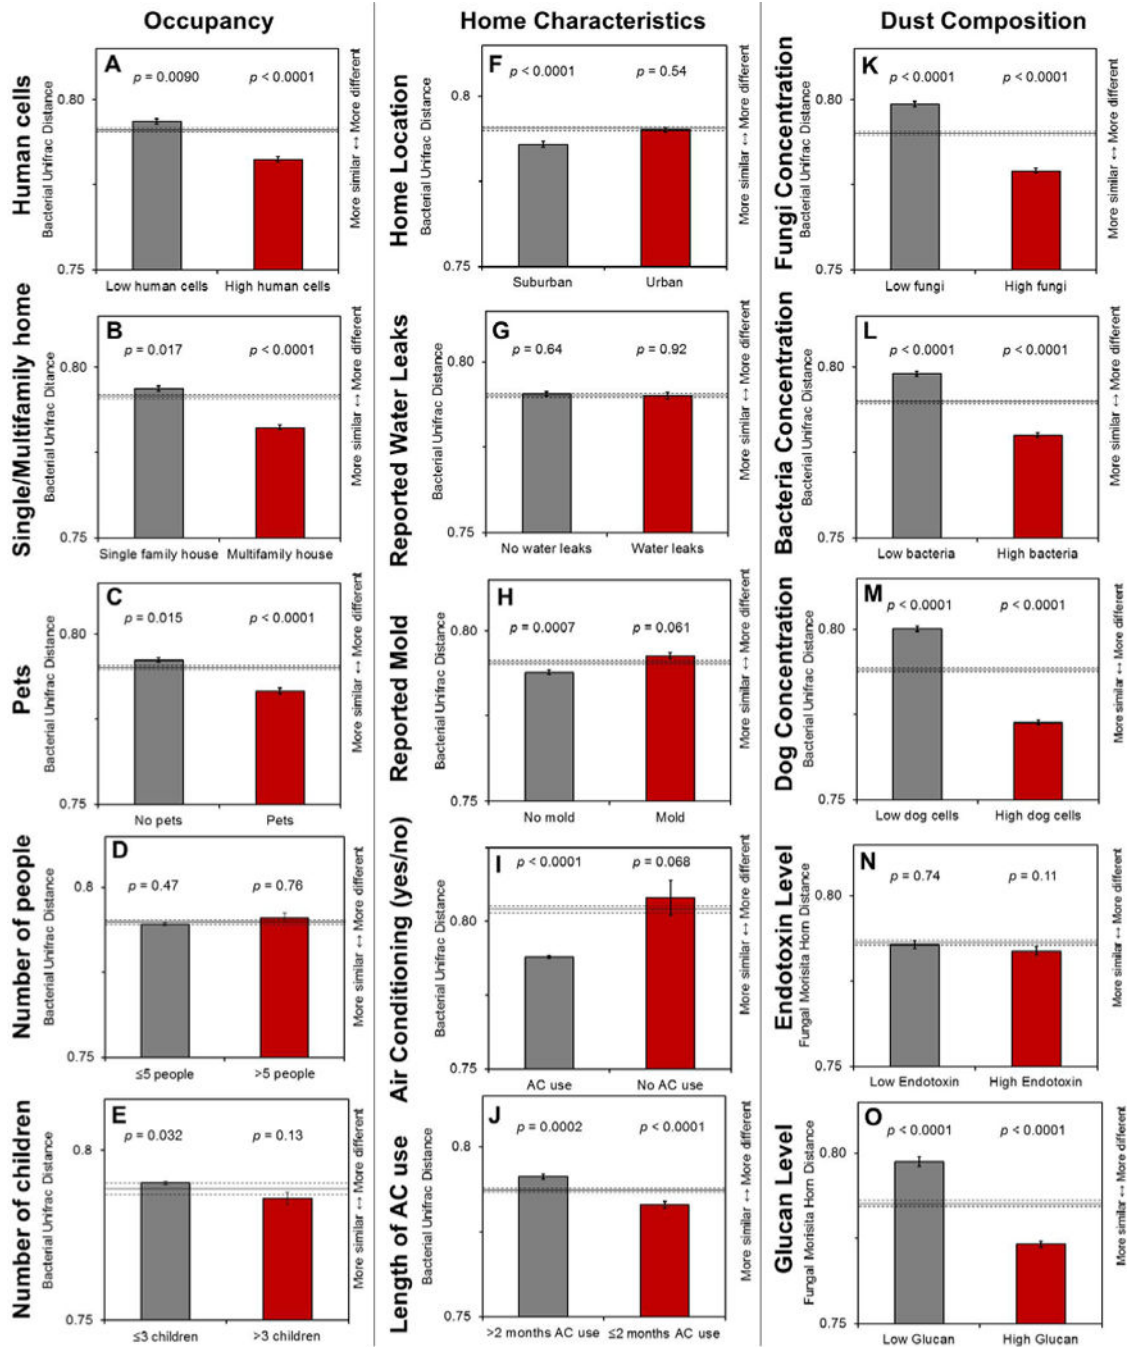 Occupancy
Home Characteristics
Dust Composition
Human cells
Bacterial Unifrac Distance
A
p = 0.0090 p < 0.0001
0.80
0.75
Low human cells High human cells
More similar ↔ More different
Single/Multifamily home
Bacterial Unifrac Ditance
B
p = 0.017 p < 0.0001
0.80
0.75
Single family house Multifamily house
More similar ↔ More different
Pets
Bacterial Unifrac Distance
C
p = 0.015 p < 0.0001
0.80
0.75
No pets Pets
More similar ↔ More different
Number of people
Bacterial Unifrac Distance
D
p = 0.47 p = 0.76
0.8
0.75
≤5 people >5 people
More similar ↔ More different
Number of children
Bacterial Unifrac Distance
E
p = 0.032 p = 0.13
0.8
0.75
≤3 children >3 children
More similar ↔ More different
Home Location
Bacterial Unifrac Distance
F
p < 0.0001 p = 0.54
0.8
0.75
Suburban Urban
More similar ↔ More different
Reported Water Leaks
Bacterial Unifrac Distance
G
p = 0.64 p = 0.92
0.80
0.75
No water leaks Water leaks
More similar ↔ More different
Reported Mold
Bacterial Unifrac Distance
H
p = 0.0007 p = 0.061
0.80
0.75
No mold Mold
More similar ↔ More different
Air Conditioning (yes/no)
Bacterial Unifrac Distance
I
p < 0.0001 p = 0.068
0.80
0.75
AC use No AC use
More similar ↔ More different
Length of AC use
Bacterial Unifrac Distance
J
p = 0.0002 p < 0.0001
0.8
0.75
>2 months AC use ≤2 months AC use
More similar ↔ More different
Fungi Concentration
Bacterial Unifrac Distance
K
p < 0.0001 p < 0.0001
0.80
0.75
Low fungi High fungi
More similar ↔ More different
Bacteria Concentration
Bacterial Unifrac Distance
L
p < 0.0001 p < 0.0001
0.80
0.75
Low bacteria High bacteria
More similar ↔ More different
Dog Concentration
Bacterial Unifrac Distance
M
p < 0.0001 p < 0.0001
0.80
0.75
Low dog cells High dog cells
More similar ↔ More different
Endotoxin Level
Fungal Morisita Horn Distance
N
p = 0.74 p = 0.11
0.80
0.75
Low Endotoxin High Endotoxin
More similar ↔ More different
Glucan Level
Fungal Morisita Horn Distance
O
p < 0.0001 p < 0.0001
0.80
0.75
Low Glucan High Glucan
More similar ↔ More different